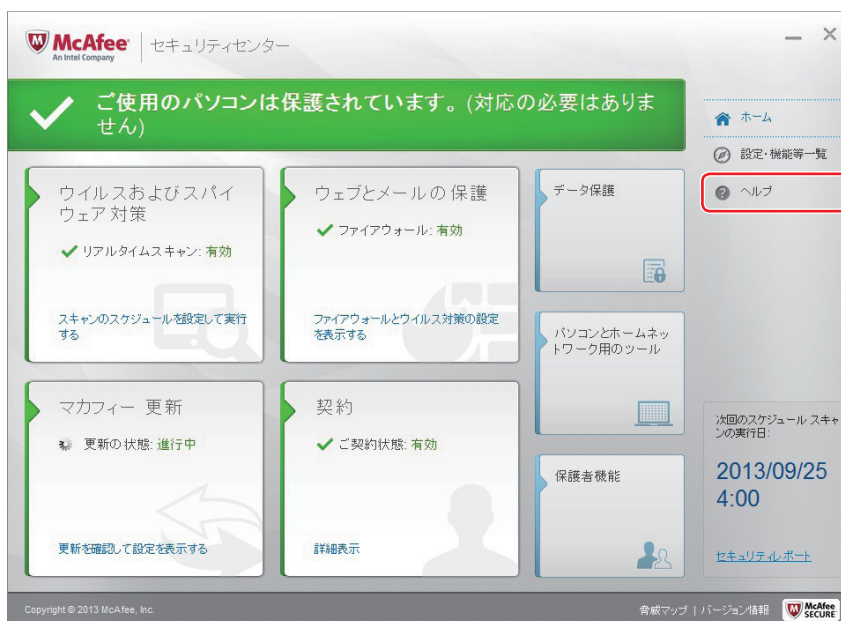 McAfee
An Intel Company
セキュリティセンター
ご使用のパソコンは保護されています。(対応の必要はありま
せん)
ホーム
設定・機能等一覧
ヘルプ
ウイルスおよびスパイ
ウェア対策
リアルタイムスキャン: 有効
スキャンのスケジュールを設定して実行
する
ウェブとメールの保護
ファイアウォール: 有効
ファイアウォールとウイルス対策の設定
を表示する
データ保護
パソコンとホームネッ
トワーク用のツール
マカフィー 更新
更新の状態: 進行中
更新を確認して設定を表示する
契約
ご契約状態: 有効
詳細表示
保護者機能
次回のスケジュール スキャ
ンの実行日:
2013/09/25
4:00
セキュリティレポート
Copyright © 2013 McAfee, Inc.
脅威マップ | バージョン情報
McAfee
SECURE